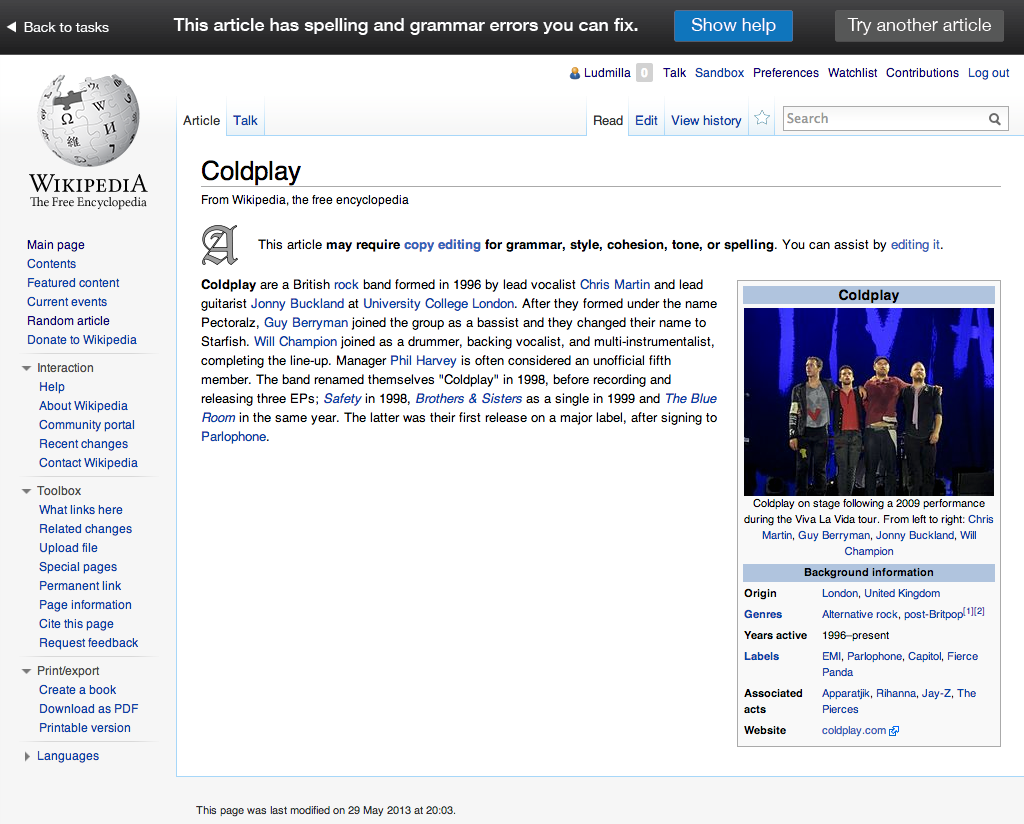 Back to tasks
This article has spelling and grammar errors you can fix.
Show help
Try another article
Ludmilla 0 Talk Sandbox Preferences Watchlist Contributions Log out
Article Talk
Read Edit View history
Search
Ω
W
И
維
WIKIPEDIA
The Free Encyclopedia
Main page
Contents
Featured content
Current events
Random article
Donate to Wikipedia
Interaction
Help
About Wikipedia
Community portal
Recent changes
Contact Wikipedia
Toolbox
What links here
Related changes
Upload file
Special pages
Permanent link
Page information
Cite this page
Request feedback
Print/export
Create a book
Download as PDF
Printable version
Languages
Coldplay
From Wikipedia, the free encyclopedia
A
This article may require copy editing for grammar, style, cohesion, tone, or spelling. You can assist by editing it.
Coldplay are a British rock band formed in 1996 by lead vocalist Chris Martin and lead
guitarist Jonny Buckland at University College London. After they formed under the name
Pectoralz, Guy Berryman joined the group as a bassist and they changed their name to
Starfish. Will Champion joined as a drummer, backing vocalist, and multi-instrumentalist,
completing the line-up. Manager Phil Harvey is often considered an unofficial fifth
member. The band renamed themselves "Coldplay" in 1998, before recording and
releasing three EPs; Safety in 1998, Brothers & Sisters as a single in 1999 and The Blue
Room in the same year. The latter was their first release on a major label, after signing to
Parlophone.
Coldplay
Coldplay on stage following a 2009 performance
during the Viva La Vida tour. From left to right: Chris
Martin, Guy Berryman, Jonny Buckland, Will
Champion
Background information
Origin London, United Kingdom
Genres Alternative rock, post-Britpop[1][2]
Years active 1996–present
Labels EMI, Parlophone, Capitol, Fierce
Panda
Associated acts Apparatjik, Rihanna, Jay-Z, The
Pierces
Website coldplay.com
This page was last modified on 29 May 2013 at 20:03.